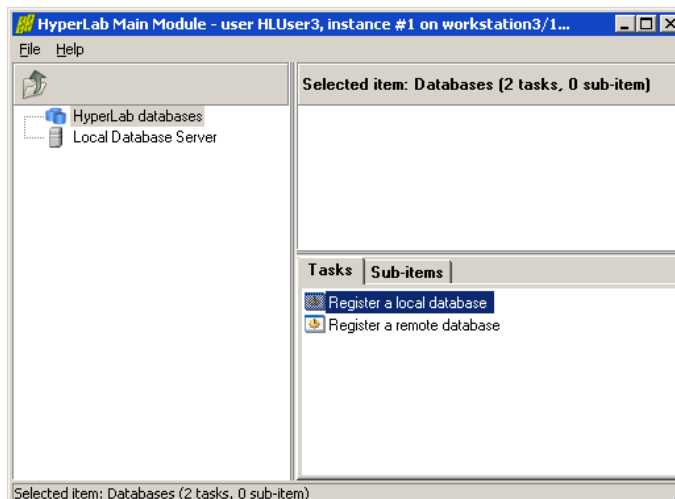 HyperLab Main Module - user HLUser3, instance #1 on workstation3/1...
File Help
Selected item: Databases (2 tasks, 0 sub-item)
HyperLab databases
Local Database Server
Tasks Sub-items
Register a local database
Register a remote database
Selected item: Databases (2 tasks, 0 sub-item)